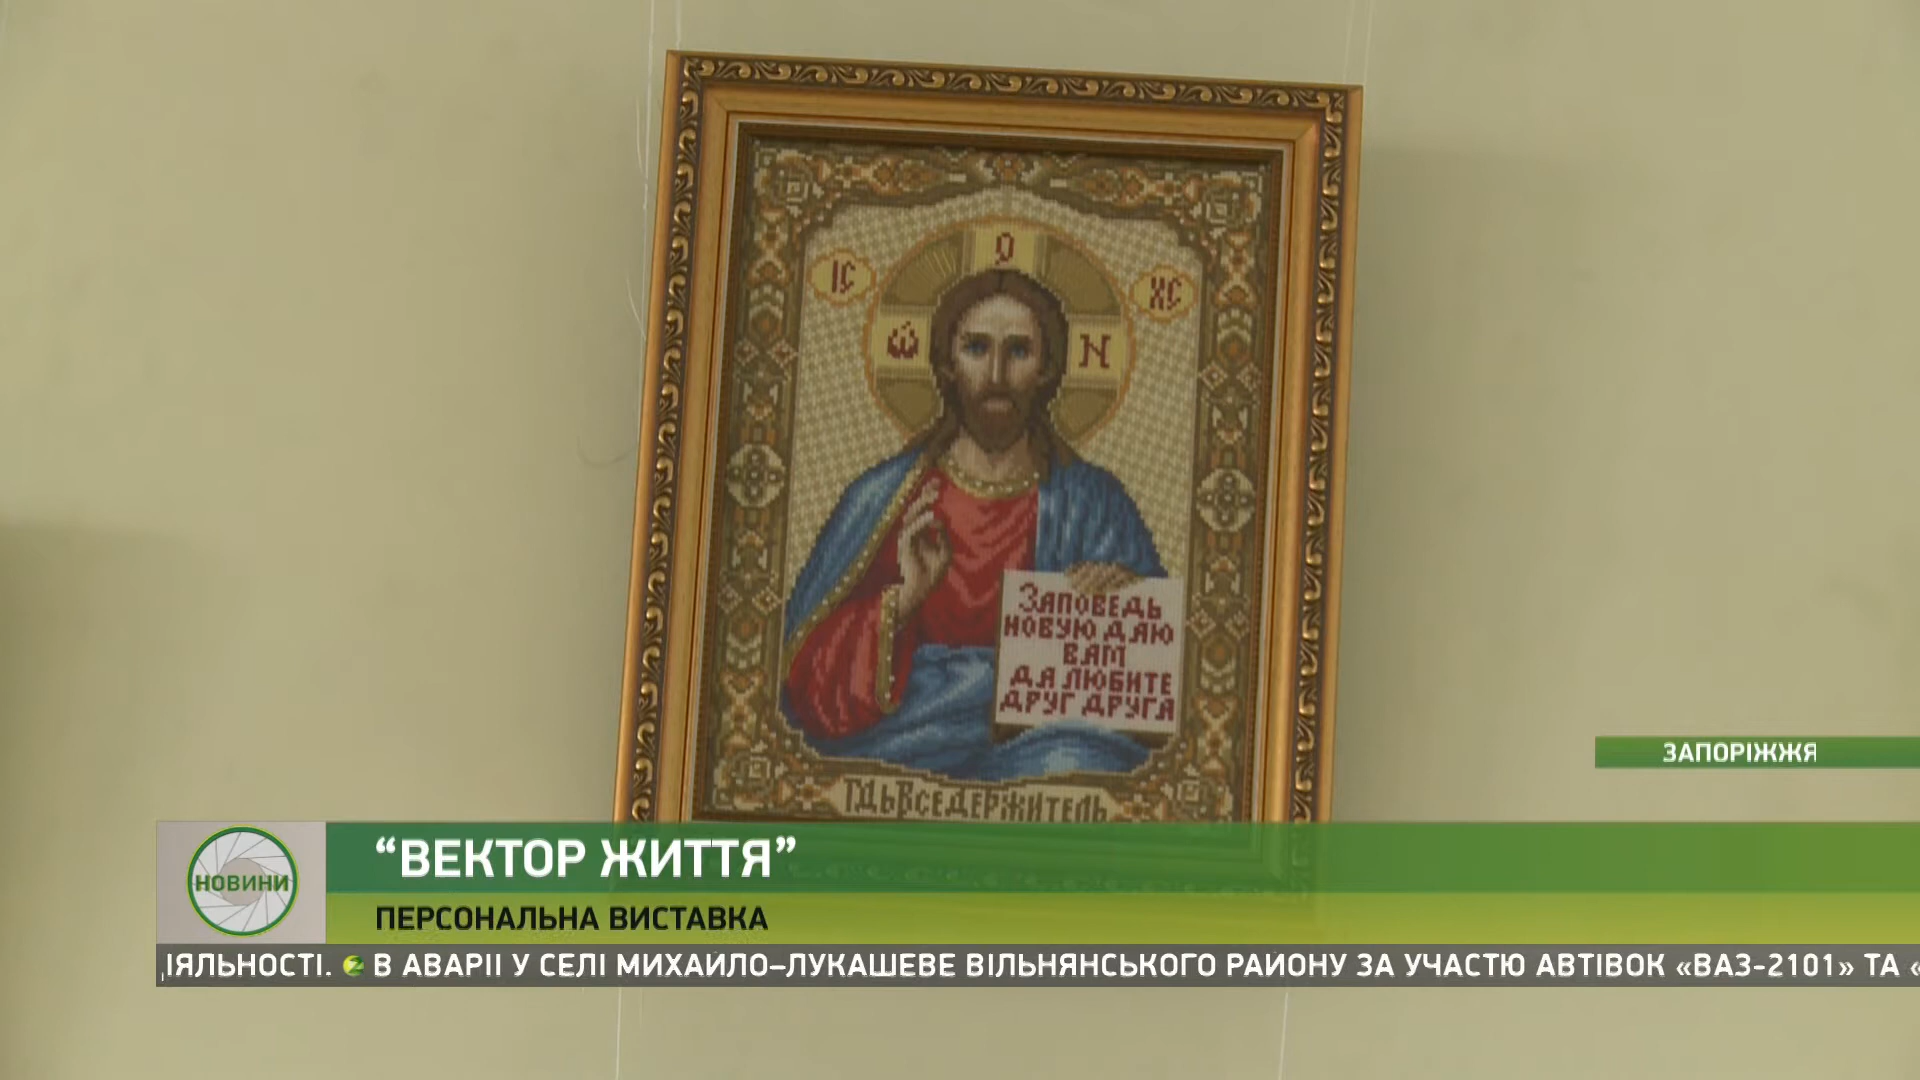 Ο
ІС
ХС
Ѡ
N
ЗАПОВЕДЬ
НОВУЮ ДАЮ
ВАМ
ДА ЛЮБИТЕ
ДРУГ ДРУГА
ГДЬ ВСЕДЕРЖИТЕЛЬ
ЗАПОРІЖЖЯ
“ВЕКТОР ЖИТТЯ”
НОВИНИ
ПЕРСОНАЛЬНА ВИСТАВКА
ІЯЛЬНОСТІ. В АВАРІЇ У СЕЛІ МИХАЙЛО-ЛУКАШЕВЕ ВІЛЬНЯНСЬКОГО РАЙОНУ ЗА УЧАСТЮ АВТІВОК «ВАЗ-2101» ТА «